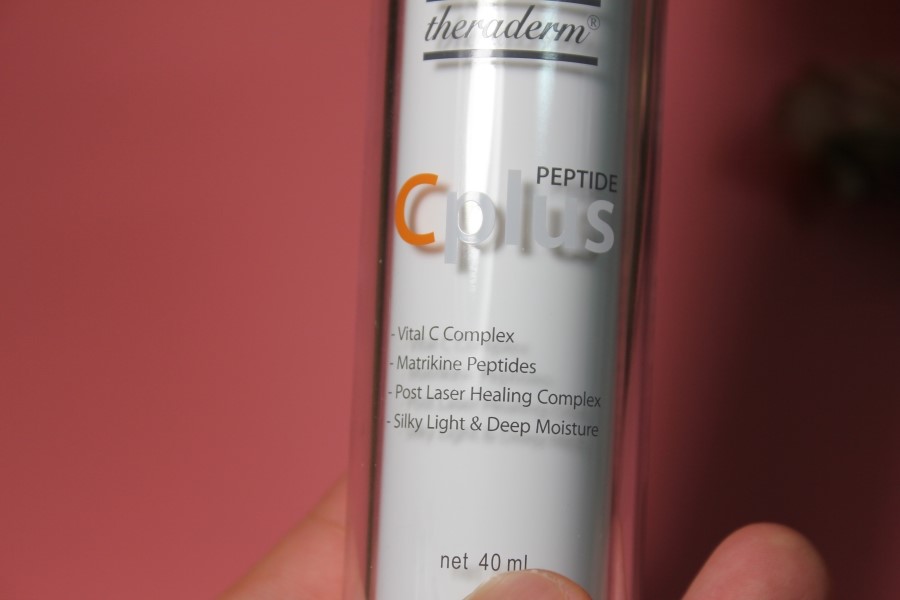 theraderm®
PEPTIDE
Cplus
- Vital C Complex
- Matrikine Peptides
- Post Laser Healing Complex
- Silky Light & Deep Moisture
net 40 ml